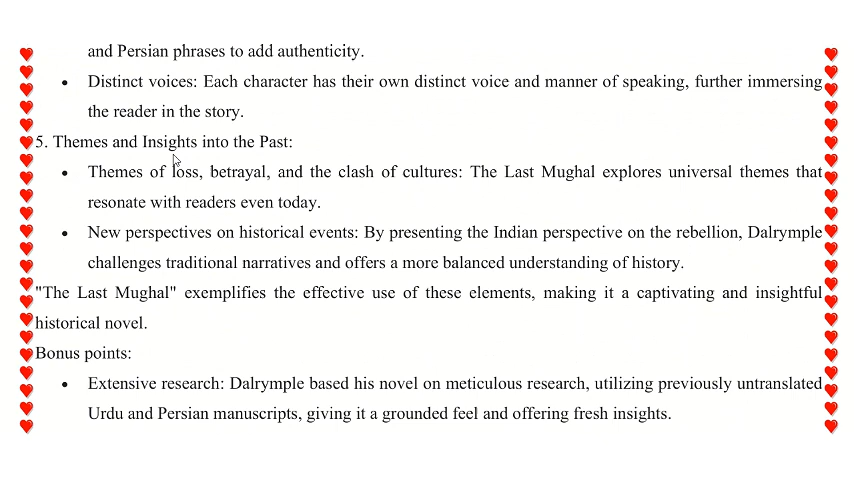 and Persian phrases to add authenticity.
• Distinct voices: Each character has their own distinct voice and manner of speaking, further immersing
the reader in the story.
5. Themes and Insights into the Past:
• Themes of loss, betrayal, and the clash of cultures: The Last Mughal explores universal themes that
resonate with readers even today.
• New perspectives on historical events: By presenting the Indian perspective on the rebellion, Dalrymple
challenges traditional narratives and offers a more balanced understanding of history.
"The Last Mughal" exemplifies the effective use of these elements, making it a captivating and insightful
historical novel.
Bonus points:
• Extensive research: Dalrymple based his novel on meticulous research, utilizing previously untranslated
Urdu and Persian manuscripts, giving it a grounded feel and offering fresh insights.